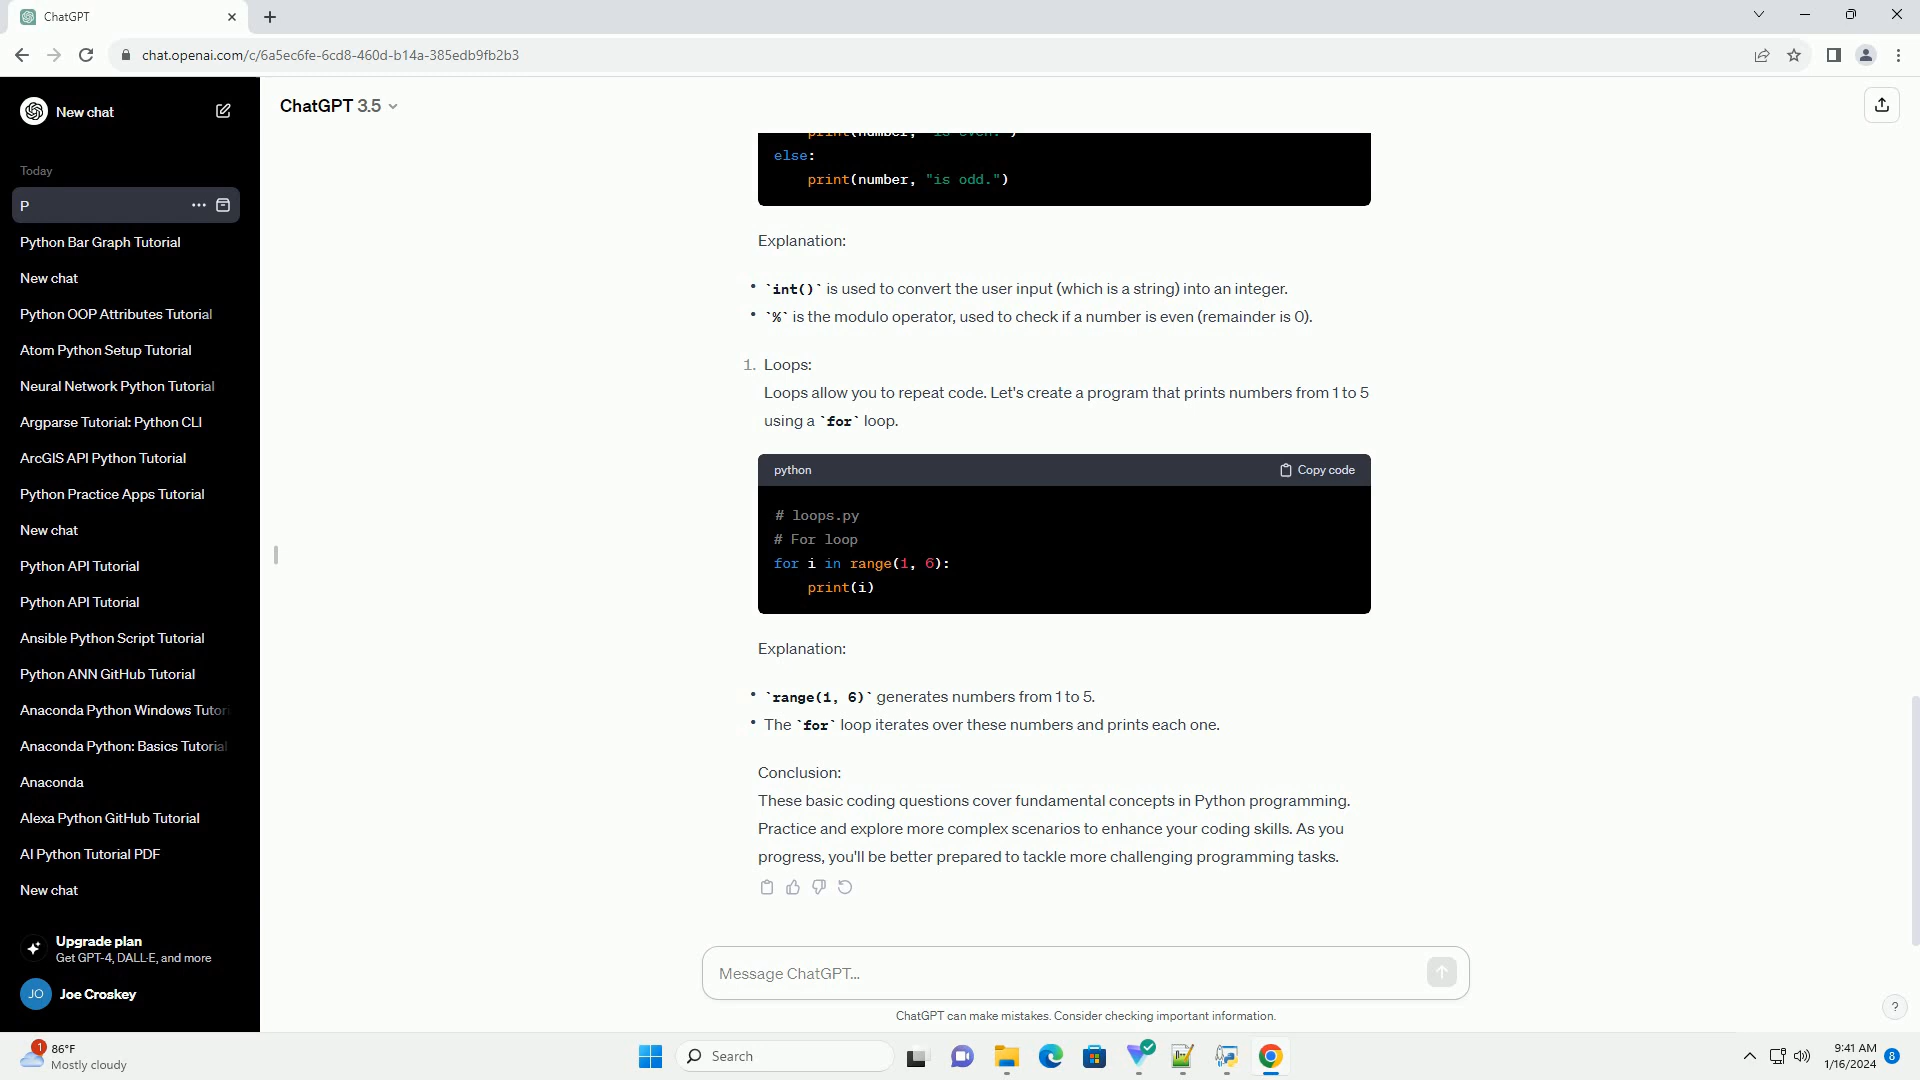 ChatGPT
chat.openai.com/c/6a5ec6fe-6cd8-460d-b14a-385edb9fb2b3
New chat
Today
P
Python Bar Graph Tutorial
New chat
Python OOP Attributes Tutorial
Atom Python Setup Tutorial
Neural Network Python Tutorial
Argparse Tutorial: Python CLI
ArcGIS API Python Tutorial
Python Practice Apps Tutorial
New chat
Python API Tutorial
Python API Tutorial
Ansible Python Script Tutorial
Python ANN GitHub Tutorial
Anaconda Python Windows Tutori
Anaconda Python: Basics Tutorial
Anaconda
Alexa Python GitHub Tutorial
AI Python Tutorial PDF
New chat
Upgrade plan
Get GPT-4, DALL·E, and more
JO Joe Croskey
ChatGPT 3.5
print(number, "is even.")
else:
print(number, "is odd.")
Explanation:
• `int()` is used to convert the user input (which is a string) into an integer.
• `%` is the modulo operator, used to check if a number is even (remainder is 0).
1. Loops:
Loops allow you to repeat code. Let's create a program that prints numbers from 1 to 5
using a `for` loop.
python Copy code
# loops.py
# For loop
for i in range(1, 6):
print(i)
Explanation:
• `range(1, 6)` generates numbers from 1 to 5.
• The `for` loop iterates over these numbers and prints each one.
Conclusion:
These basic coding questions cover fundamental concepts in Python programming.
Practice and explore more complex scenarios to enhance your coding skills. As you
progress, you'll be better prepared to tackle more challenging programming tasks.
Message ChatGPT...
ChatGPT can make mistakes. Consider checking important information.
?
1
86°F
Mostly cloudy
Search
9:41 AM
1/16/2024
8